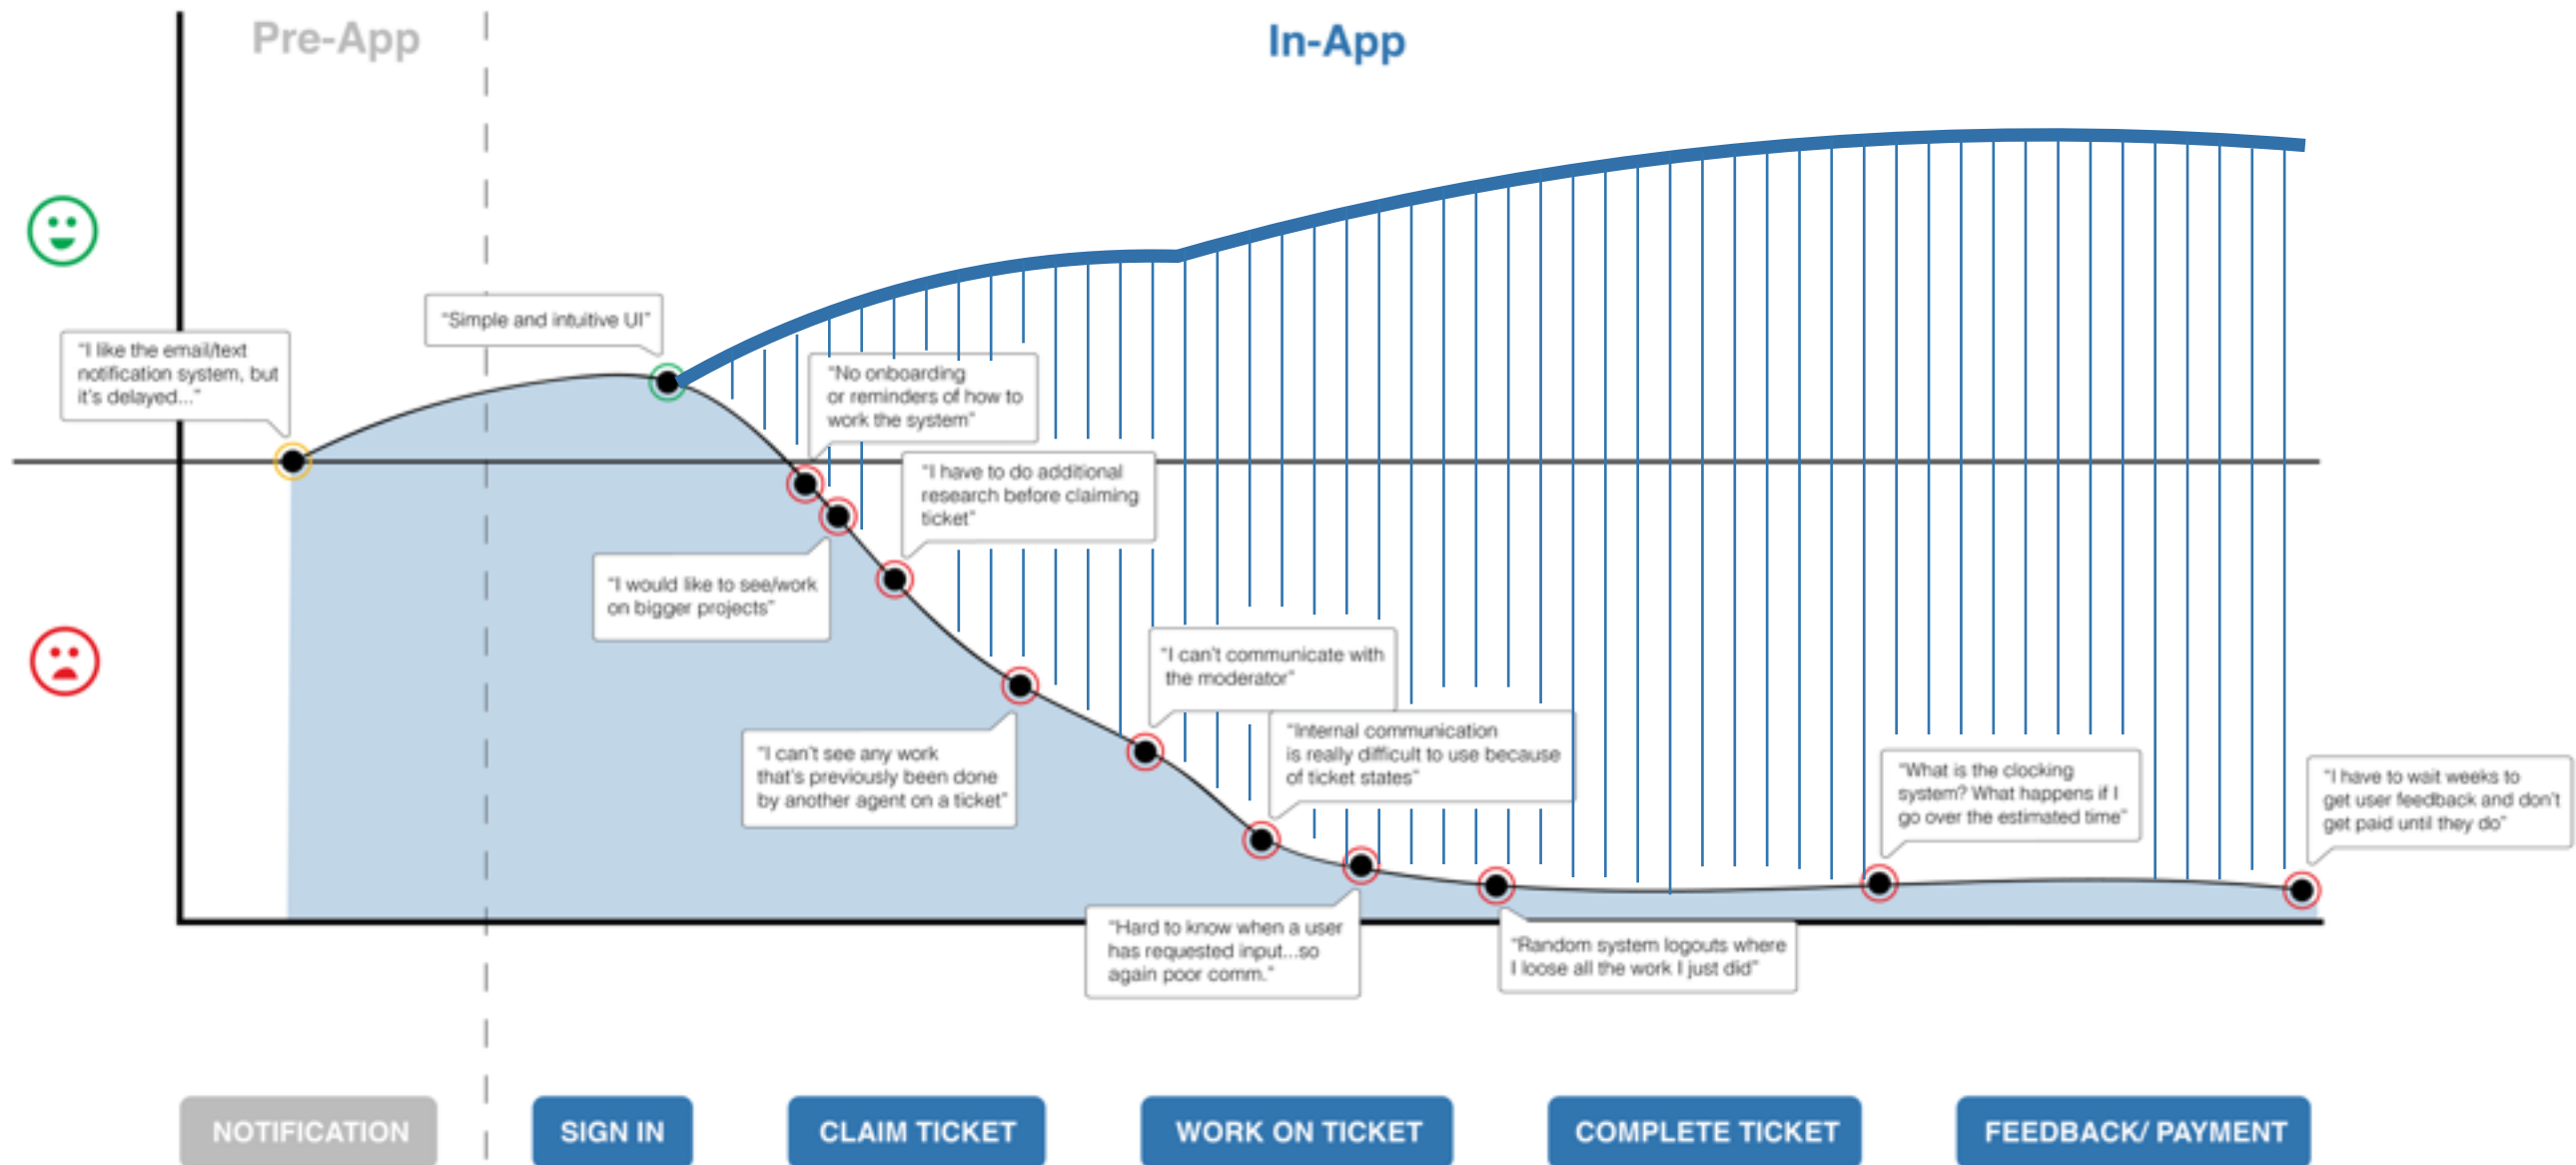 Pre-App
In-App
"Simple and intuitive UI"
"I like the email/text
notification system, but
it's delayed..."
"No onboarding
or reminders of how to
work the system"
"I have to do additional
research before claiming
ticket"
"I would like to see/work
on bigger projects"
"I can't see any work
that's previously been done
by another agent on a ticket"
"I can't communicate with
the moderator"
"Internal communication
is really difficult to use because
of ticket states"
"Hard to know when a user
has requested input...so
again poor comm."
"Random system logouts where
I loose all the work I just did"
"What is the clocking
system? What happens if I
go over the estimated time"
"I have to wait weeks to
get user feedback and don't
get paid until they do"
NOTIFICATION
SIGN IN
CLAIM TICKET
WORK ON TICKET
COMPLETE TICKET
FEEDBACK/ PAYMENT